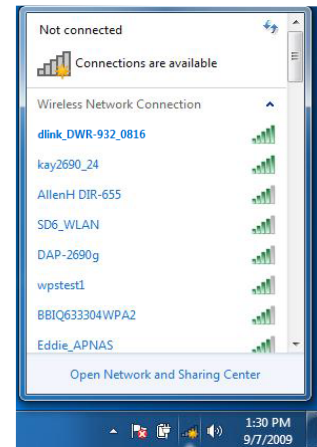 Not connected
Connections are available
Wireless Network Connection
dlink_DWR-932_0816
kay2690_24
AllenH DIR-655
SD6_WLAN
DAP-2690g
wpstest1
BBIQ633304WPA2
Eddie_APNAS
Open Network and Sharing Center
1:30 PM
9/7/2009